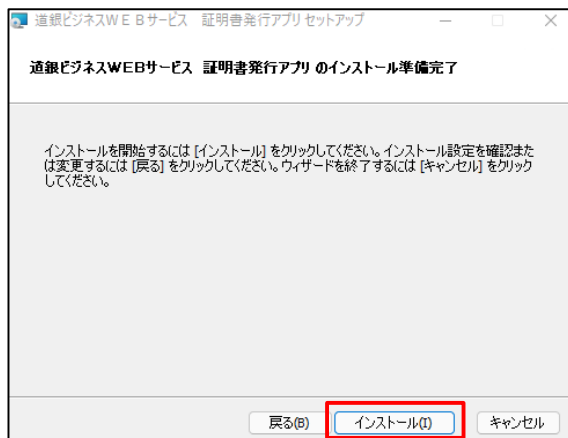 道銀ビジネスＷＥＢサービス　証明書発行アプリ セットアップ
道銀ビジネスWEBサービス 証明書発行アプリ のインストール準備完了
インストールを開始するには [インストール] をクリックしてください。インストール設定を確認また
は変更するには [戻る] をクリックしてください。ウィザードを終了するには [キャンセル] をクリック
してください。
戻る(B)
インストール(I)
キャンセル